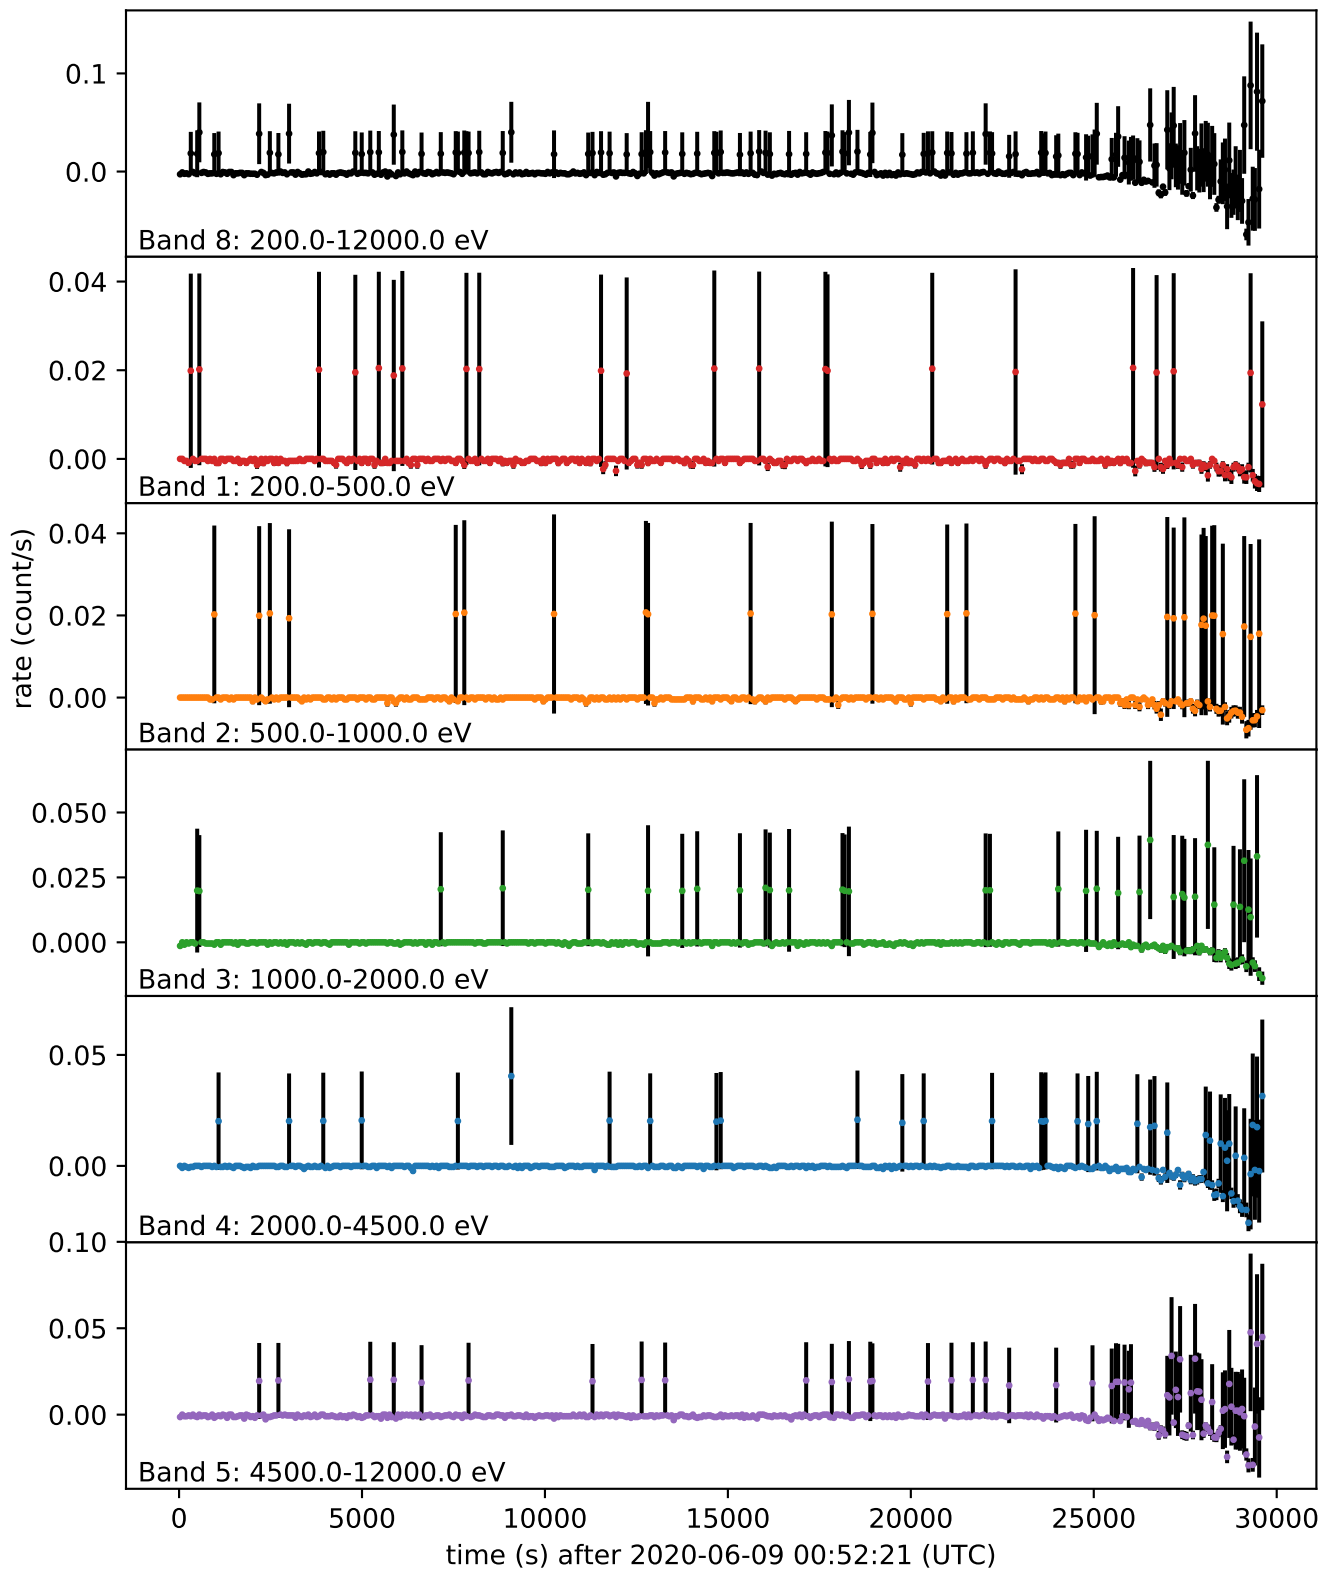 0.1
0.0
Band 8: 200.0-12000.0 eV
0.04
0.02
0.00
Band 1: 200.0-500.0 eV
0.04
0.02
0.00
Band 2: 500.0-1000.0 eV
rate (count/s)
0.050
0.025
0.000
Band 3: 1000.0-2000.0 eV
0.05
0.00
Band 4: 2000.0-4500.0 eV
0.10
0.05
0.00
Band 5: 4500.0-12000.0 eV
0 5000 10000 15000 20000 25000 30000
time (s) after 2020-06-09 00:52:21 (UTC)